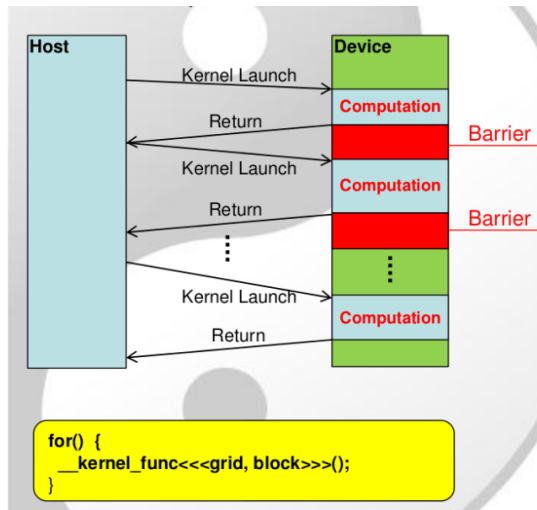 Host
Device
Kernel Launch
Computation
Return
Barrier
Kernel Launch
Computation
Return
Barrier
Kernel Launch
Computation
Return
for() {
__kernel_func<<<grid, block>>>();
}